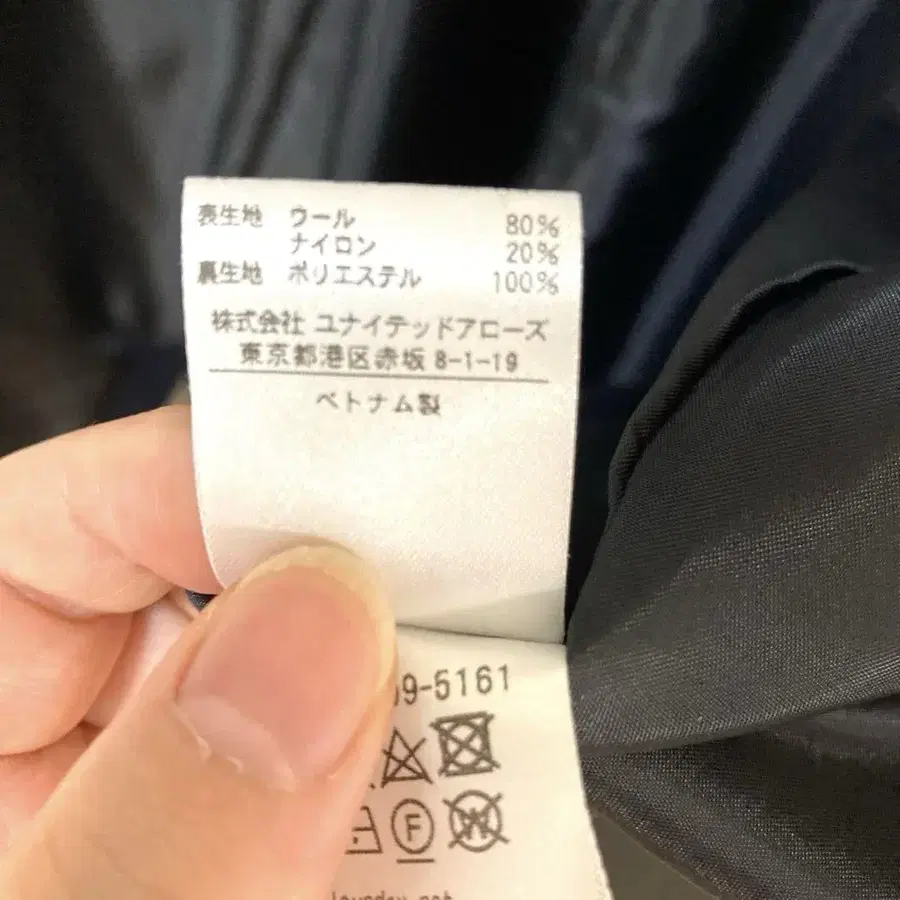 表生地 ウール 80%
ナイロン 20%
裏生地 ポリエステル 100%
株式会社 ユナイテッドアローズ
東京都港区赤坂 8-1-19
ベトナム製
9-5161
F
W